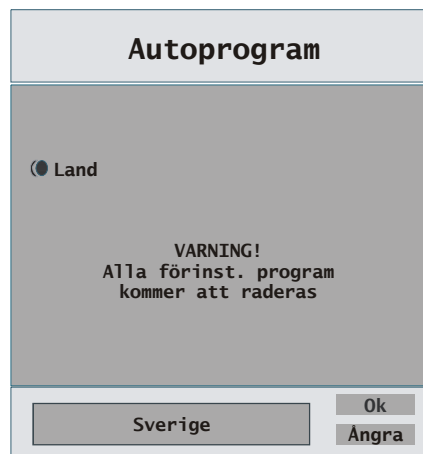 Autoprogram
Land
VARNING!
Alla förinst. program
kommer att raderas
Sverige
Ok
Ångra